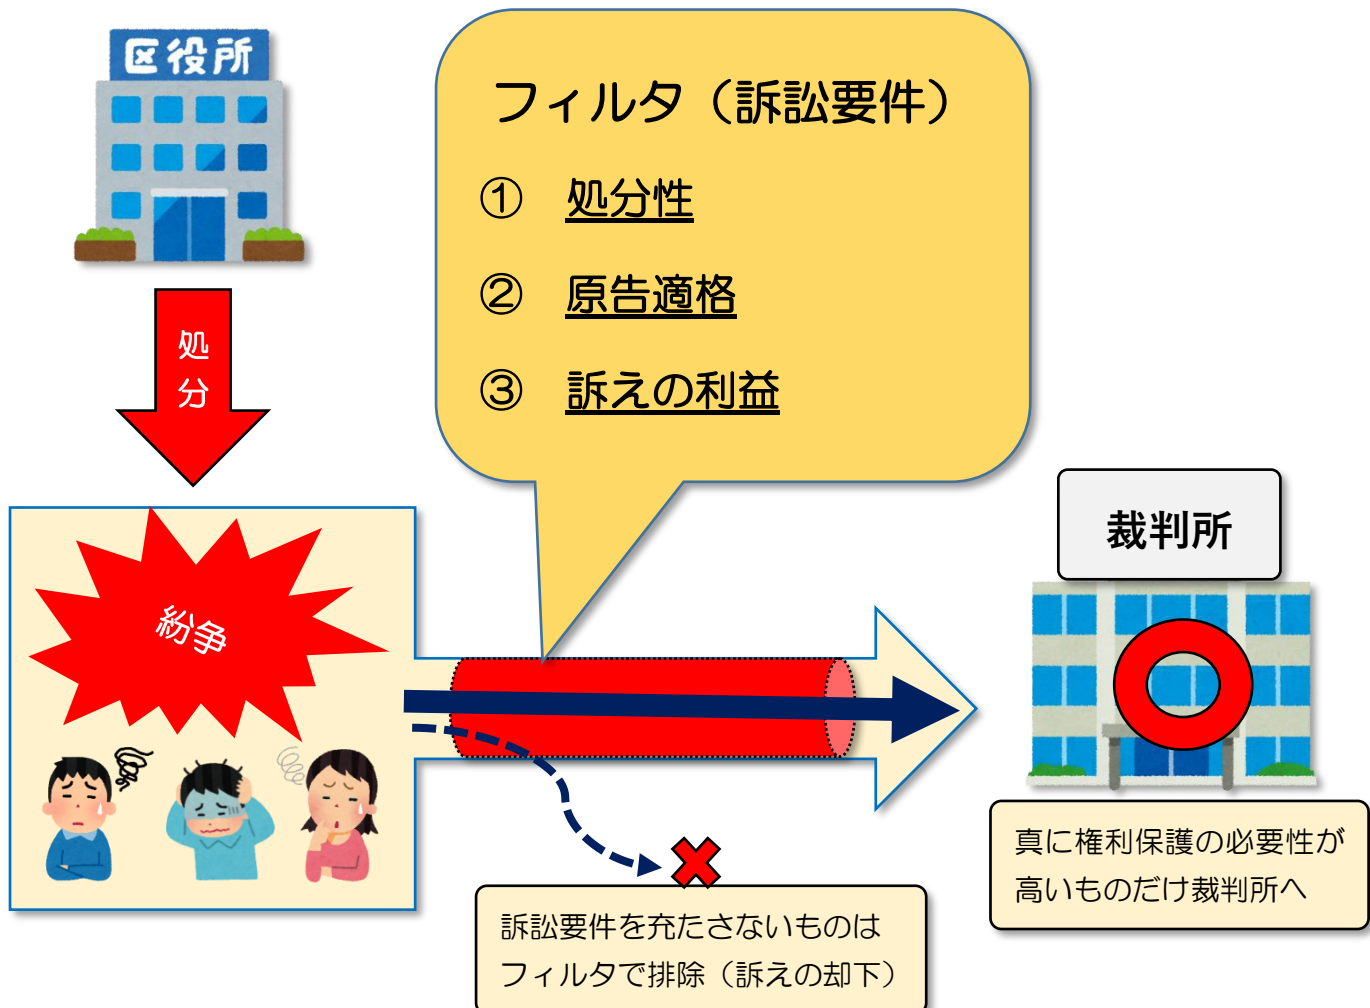 区役所
処
分
フィルタ（訴訟要件）
① 処分性
② 原告適格
③ 訴えの利益
紛争
裁判所
真に権利保護の必要性が
高いものだけ裁判所へ
訴訟要件を充たさないものは
フィルタで排除（訴えの却下）